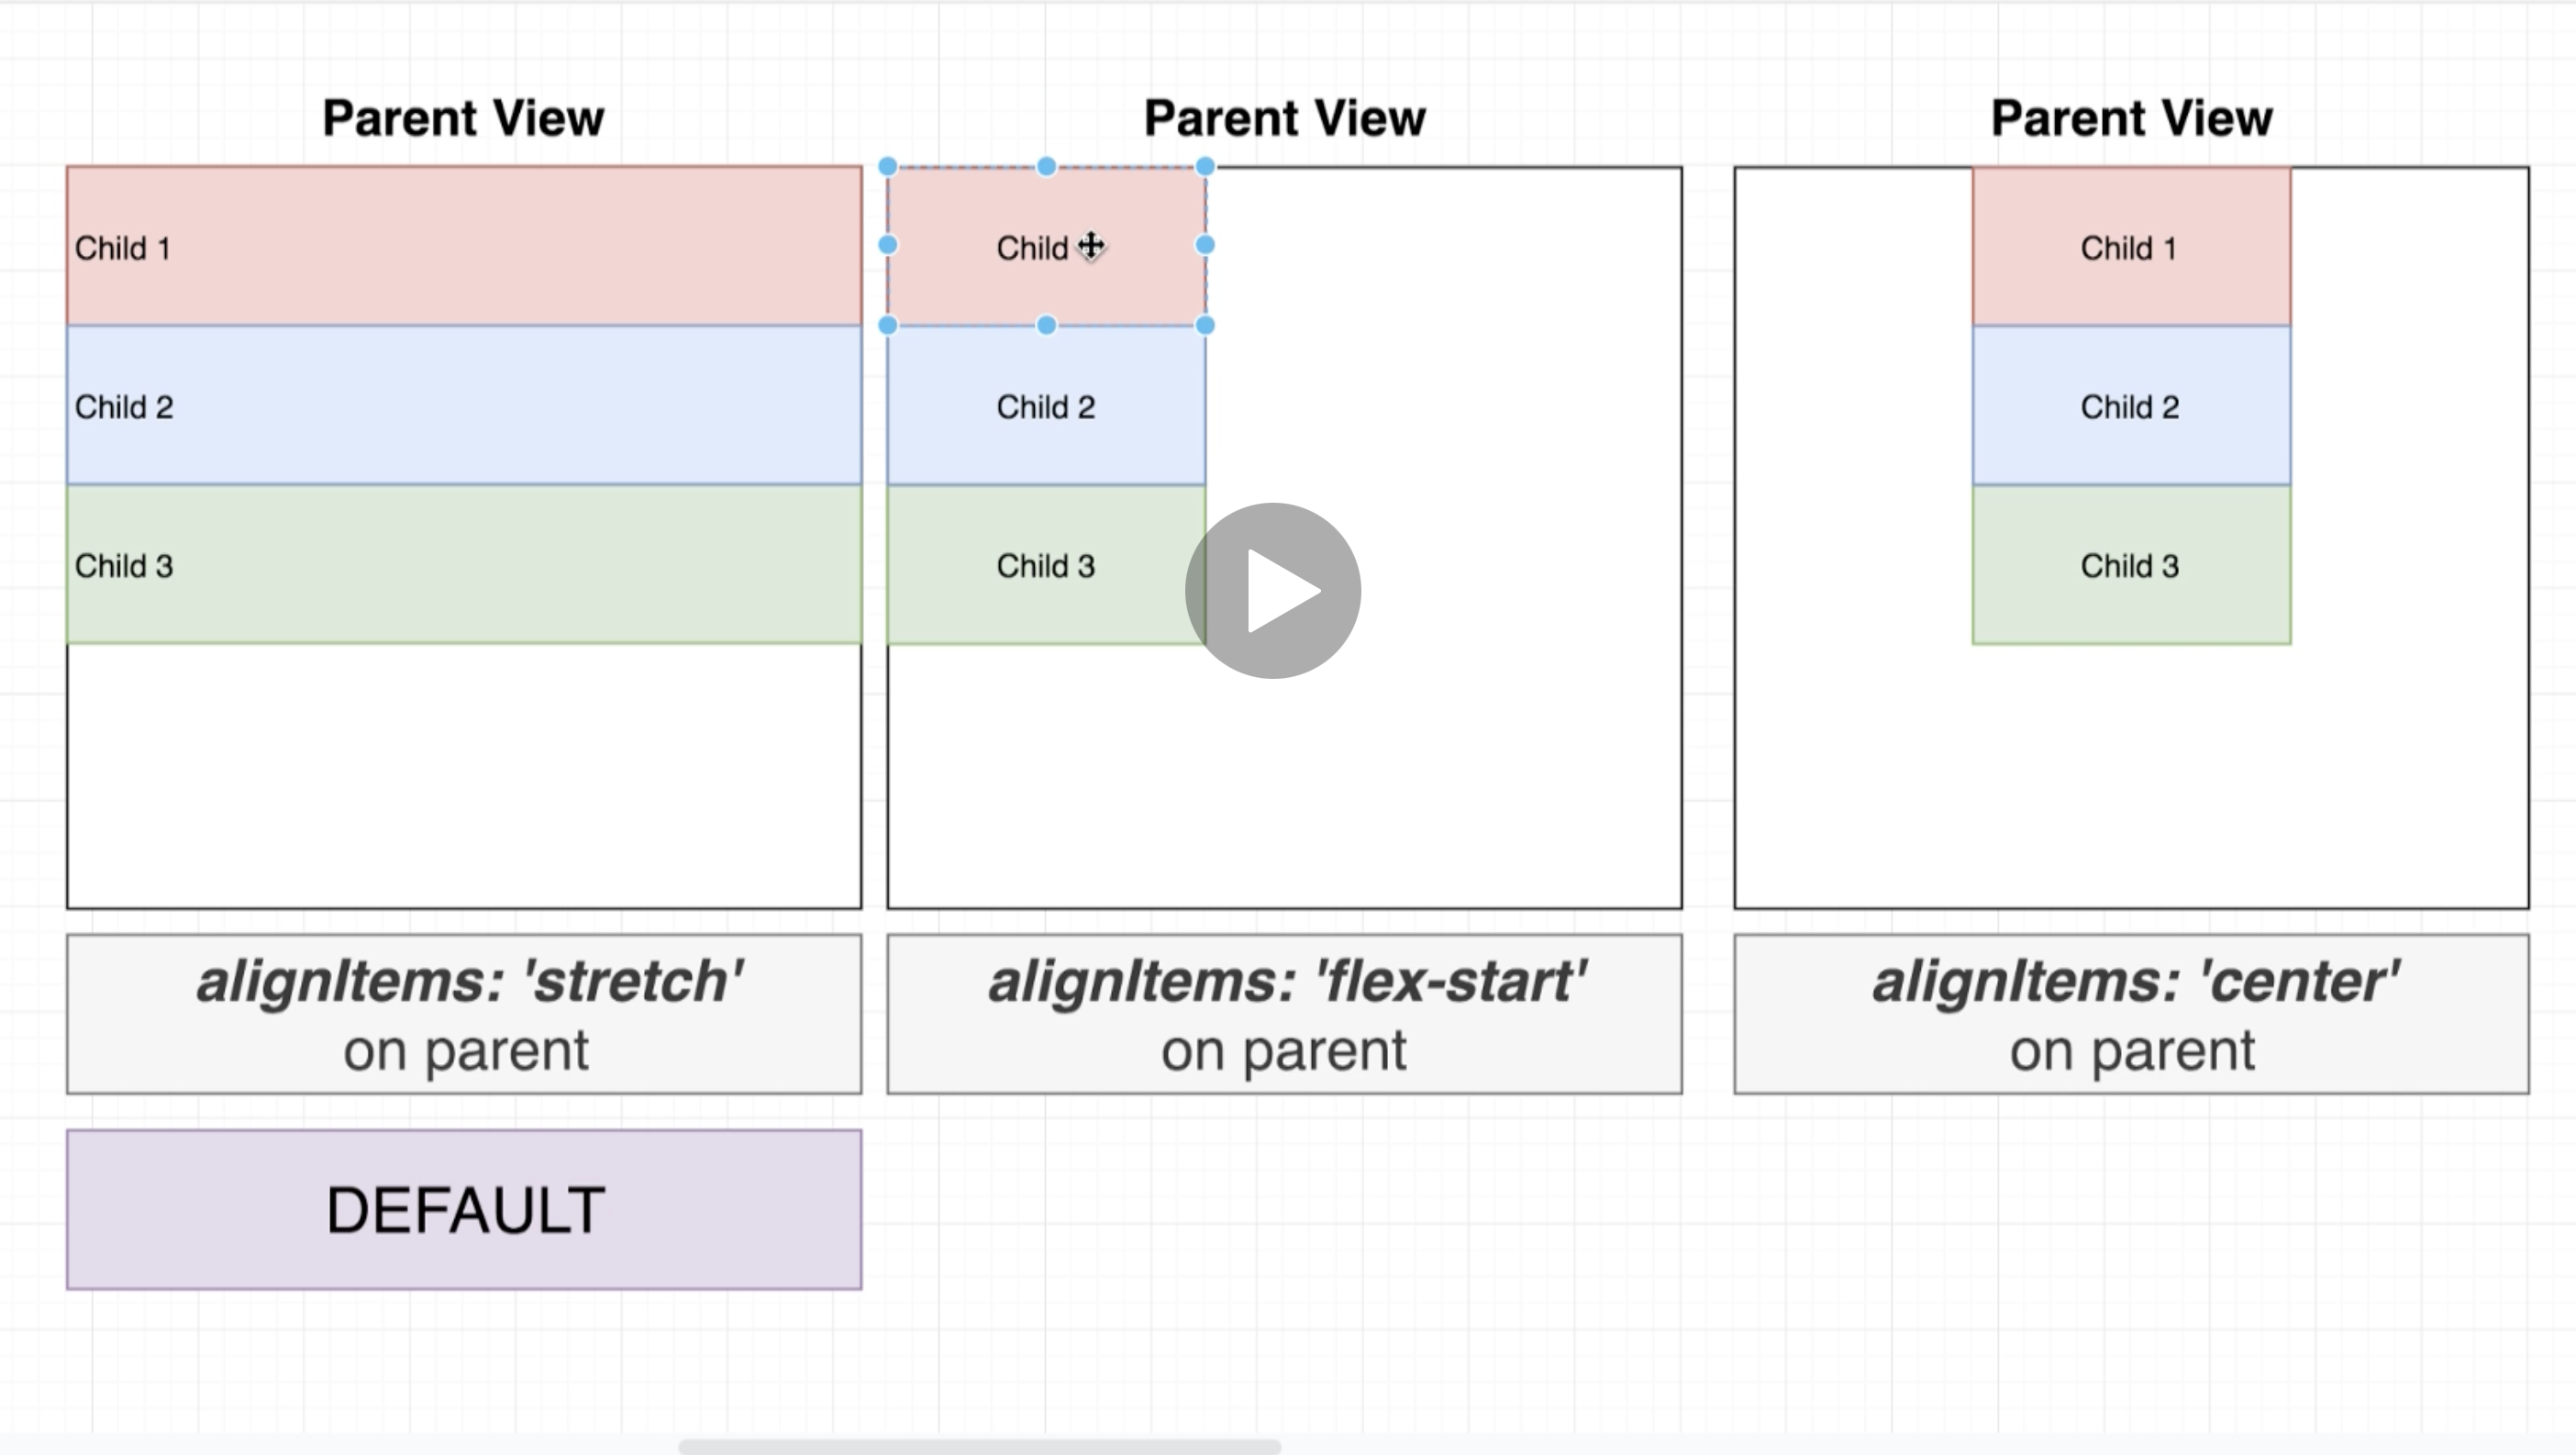 Parent View
Child 1
Child 2
Child 3
alignItems: 'stretch'
on parent
DEFAULT
Parent View
Child
Child 2
Child 3
alignItems: 'flex-start'
on parent
Parent View
Child 1
Child 2
Child 3
alignItems: 'center'
on parent